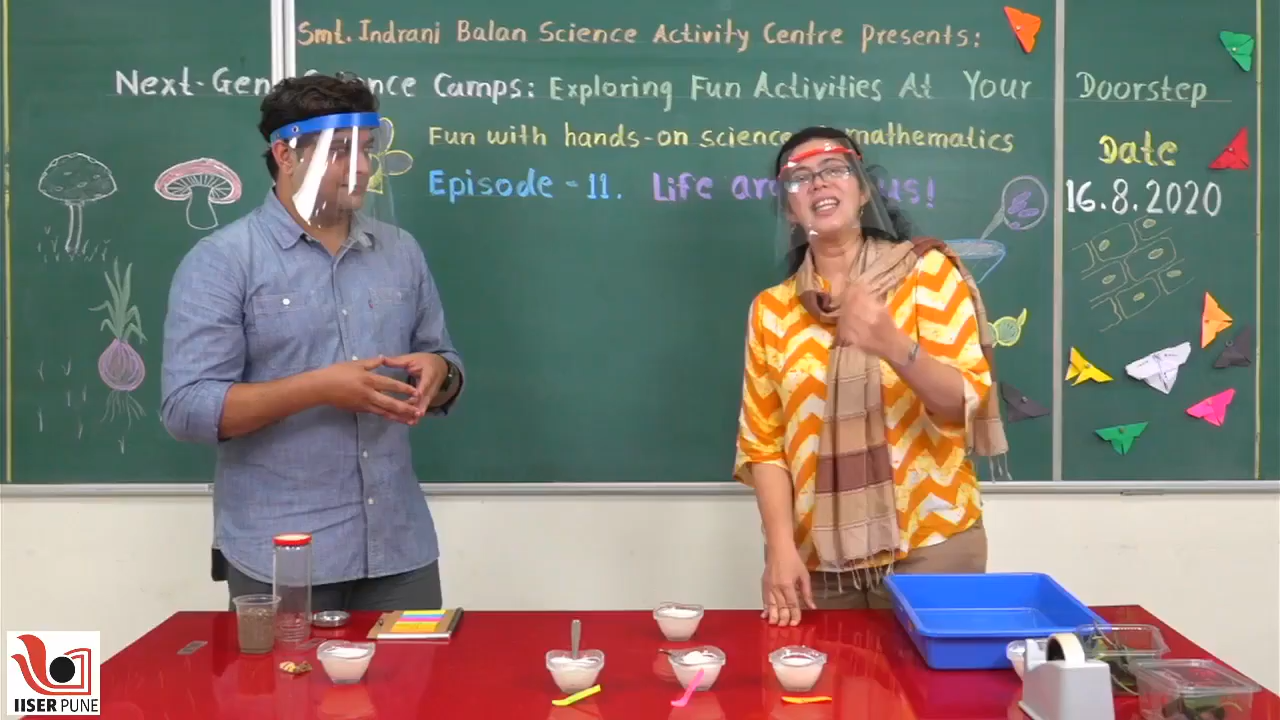 Smt. Indrani Balan Science Activity Centre Presents:
Next-Gen Science Camps: Exploring Fun Activities At Your Doorstep
Fun with hands-on science mathematics
Episode - 11. Life us!
Date
16.8.2020
IISER PUNE